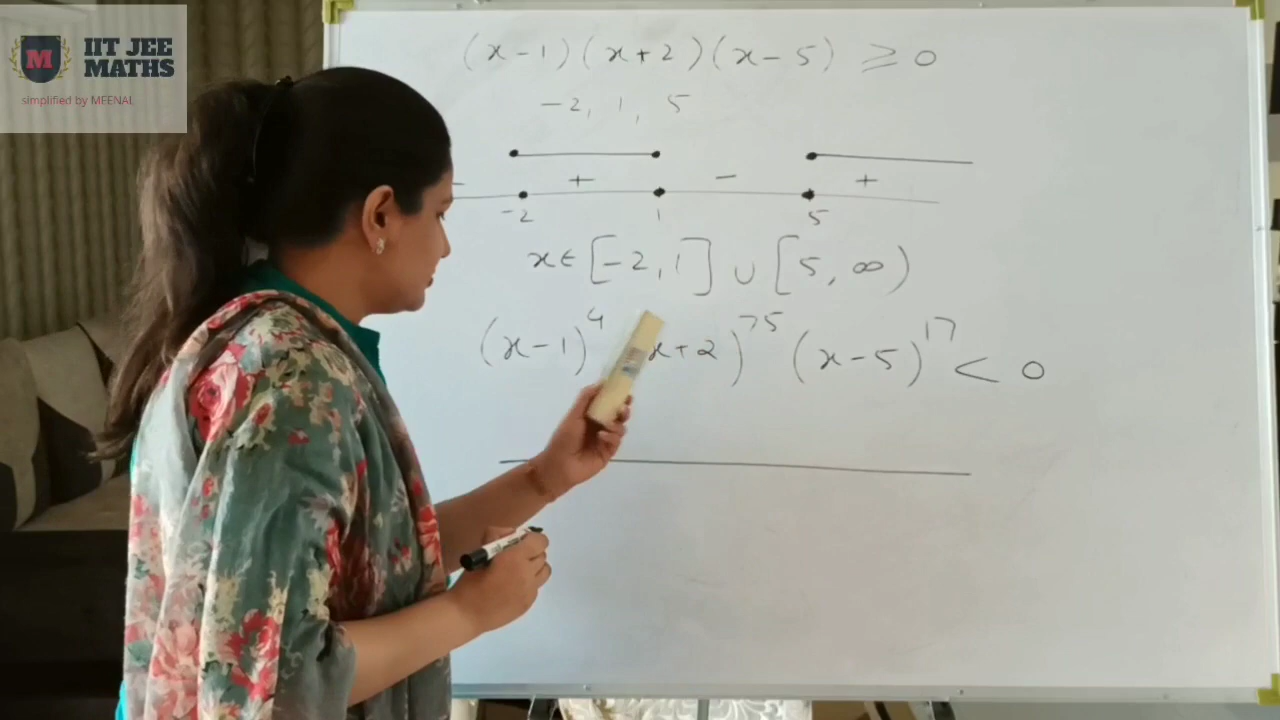 IIT JEE
MATHS
simplified by MEENAL
M
(x-1)(x+2)(x-5) ≥ 0
-2, 1, 5
- + - +
-2 1 5
x∈ [-2, 1] ∪ [5, ∞)
(x-1)⁴ x+2)⁷⁵ (x-5)¹⁷ < 0